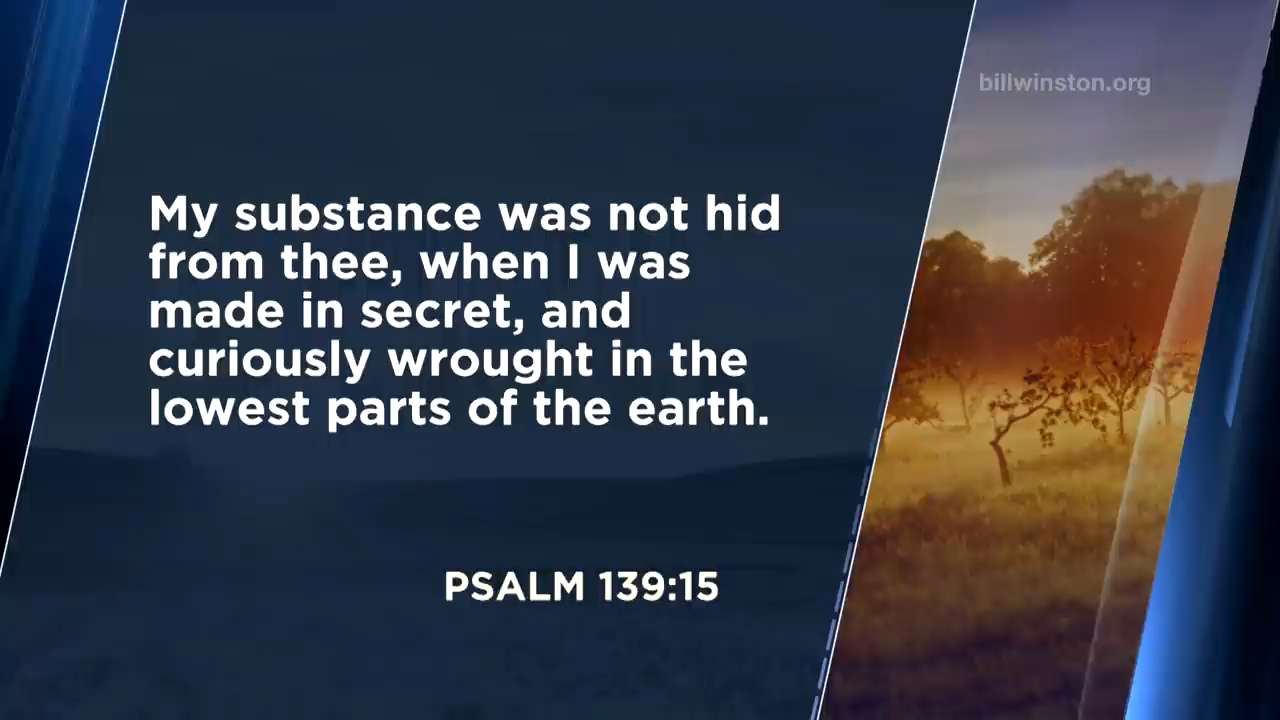 billwinston.org
My substance was not hid
from thee, when I was
made in secret, and
curiously wrought in the
lowest parts of the earth.
PSALM 139:15